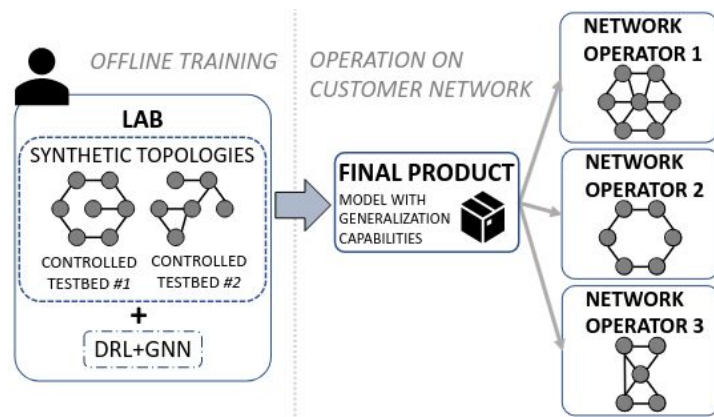 OFFLINE TRAINING
OPERATION ON
CUSTOMER NETWORK
LAB
SYNTHETIC TOPOLOGIES
CONTROLLED
TESTBED #1
CONTROLLED
TESTBED #2
+
DRL+GNN
FINAL PRODUCT
MODEL WITH
GENERALIZATION
CAPABILITIES
NETWORK
OPERATOR 1
NETWORK
OPERATOR 2
NETWORK
OPERATOR 3